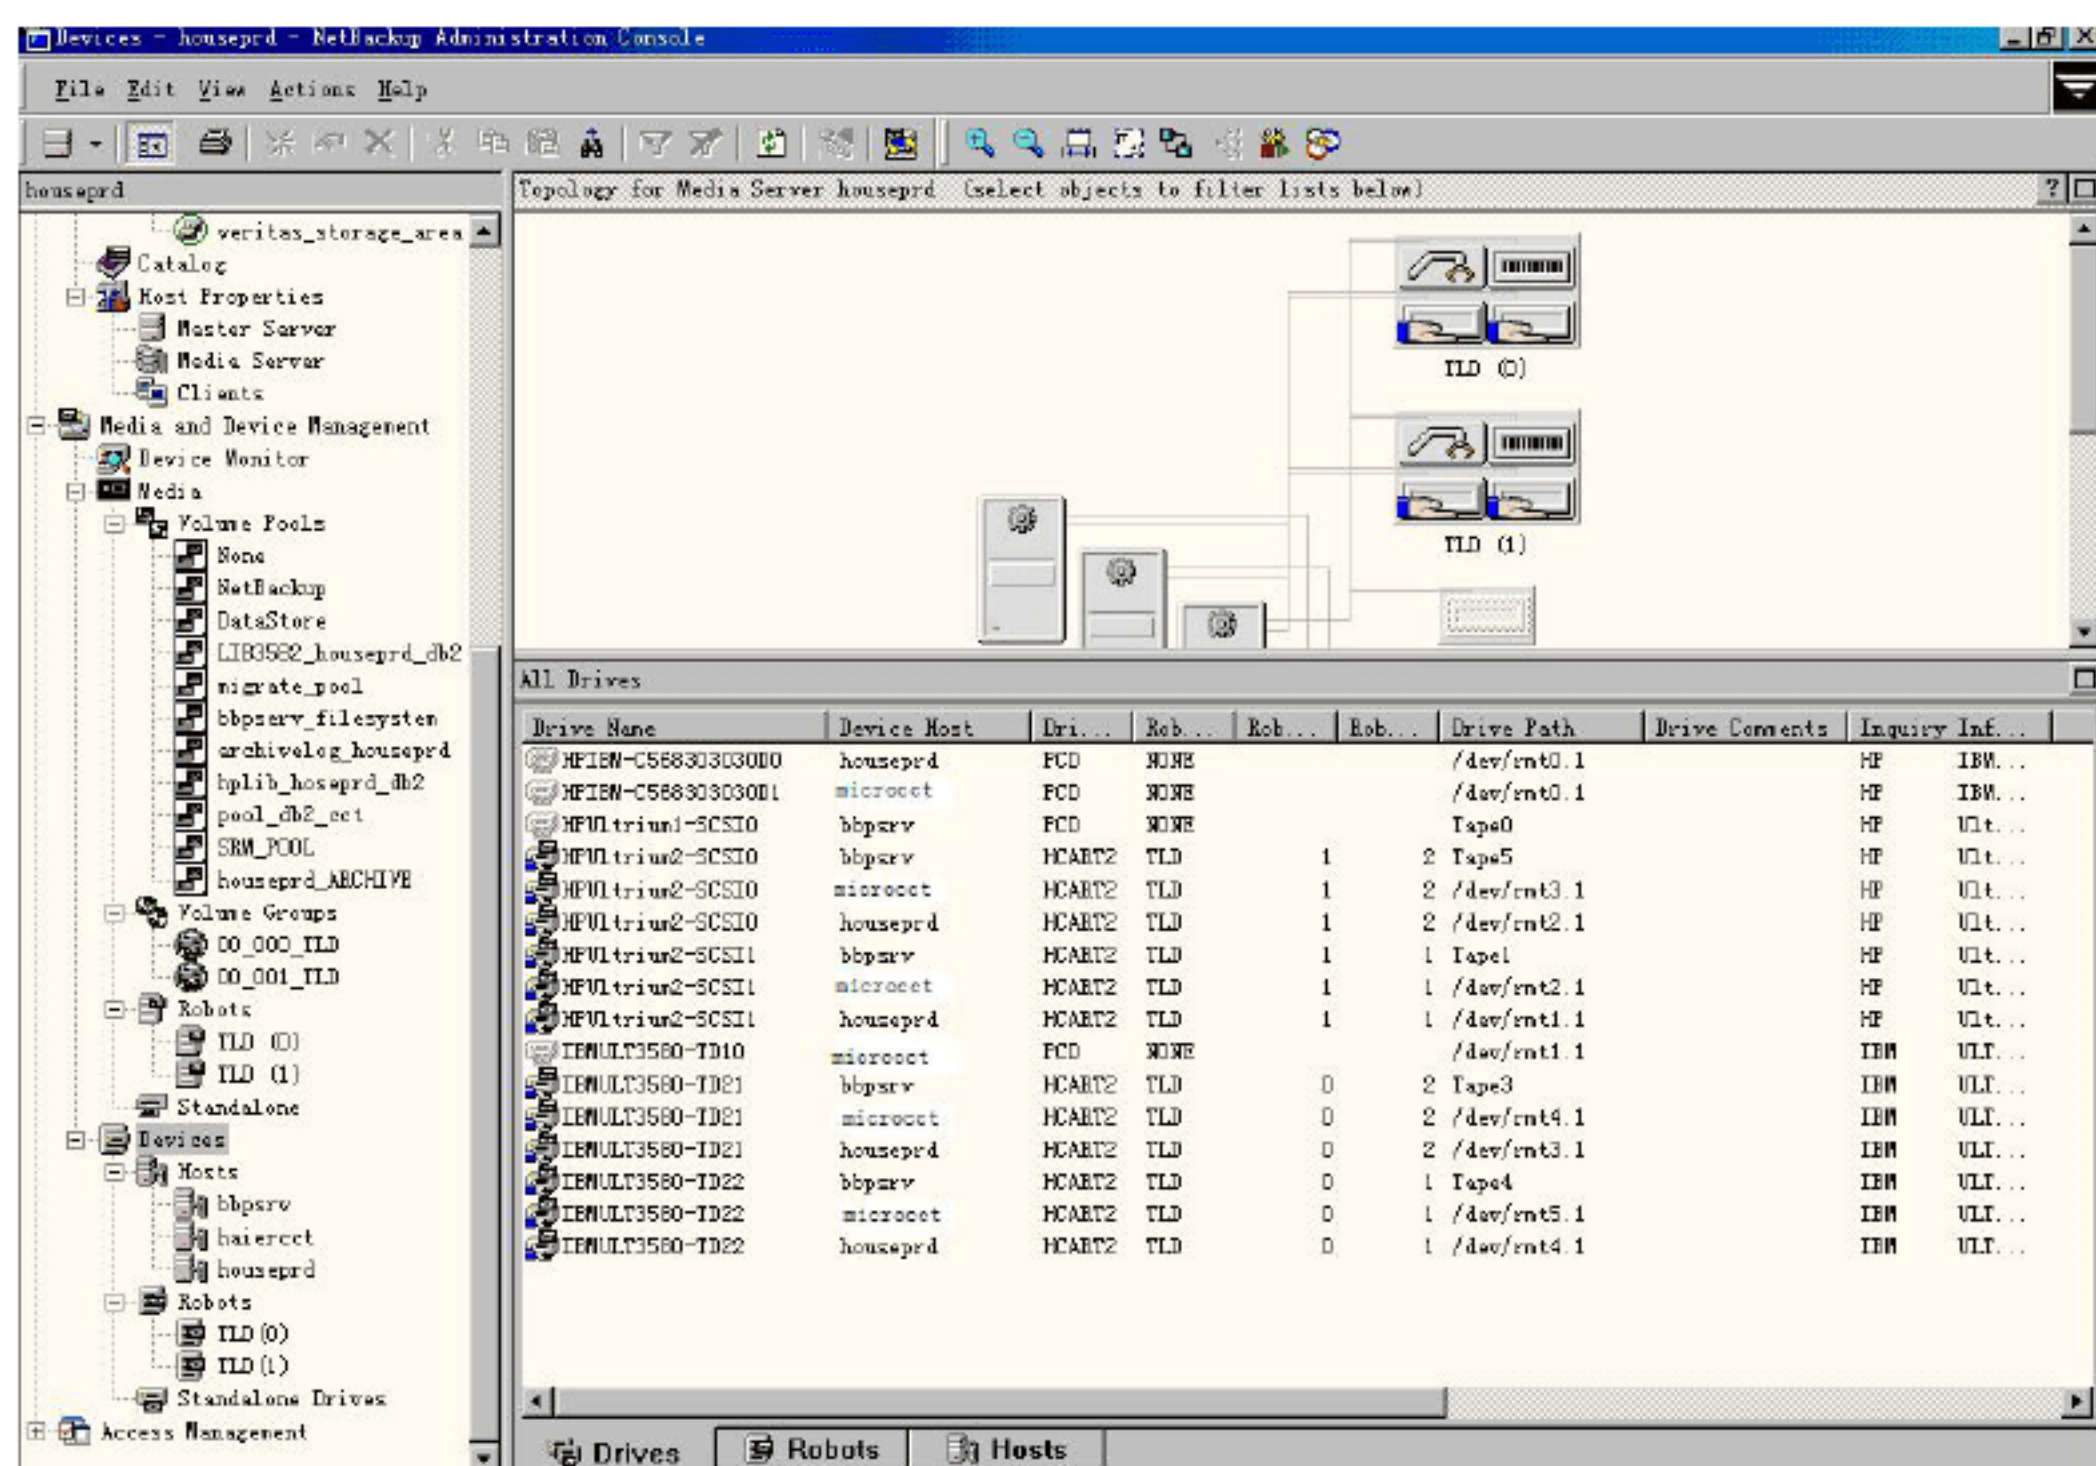 Devices - houseprd - NetBackup Administration Console
File Edit View Actions Help
houseprd
veritas_storage_area
Catalog
Host Properties
Master Server
Media Server
Clients
Media and Device Management
Device Monitor
Media
Volume Pools
None
NetBackup
DataStore
LIB3582_houseprd_db2
migrate_pool
bbpserv_filesystem
archivelog_houseprd
hplib_hoseprd_db2
pool_db2_cct
SRM_POOL
houseprd_ARCHIVE
Volume Groups
00_000_TLD
00_001_TLD
Robots
TLD (0)
TLD (1)
Standalone
Devices
Hosts
bbpsrv
haiercct
houseprd
Robots
TLD(0)
TLD(1)
Standalone Drives
Access Management
Topology for Media Server houseprd (select objects to filter lists below)
TLD (0)
TLD (1)
All Drives
Drive Name Device Host Dri... Rob... Rob... Rob... Drive Path Drive Comments Inquiry Inf...
HPIBM-C568303030D0 houseprd PCD NONE /dev/rmt0.1 HP IBM...
HPIBM-C568303030D1 microcct PCD NONE /dev/rmt0.1 HP IBM...
HPUltrium1-SCSI0 bbpsrv PCD NONE Tape0 HP Ult...
HPUltrium2-SCSI0 bbpsrv HCART2 TLD 1 2 Tape5 HP Ult...
HPUltrium2-SCSI0 microcct HCART2 TLD 1 2 /dev/rmt3.1 HP Ult...
HPUltrium2-SCSI0 houseprd HCART2 TLD 1 2 /dev/rmt2.1 HP Ult...
HPUltrium2-SCSI1 bbpsrv HCART2 TLD 1 1 Tape1 HP Ult...
HPUltrium2-SCSI1 microcct HCART2 TLD 1 1 /dev/rmt2.1 HP Ult...
HPUltrium2-SCSI1 houseprd HCART2 TLD 1 1 /dev/rmt1.1 HP Ult...
IBMULT3580-TD10 microcct PCD NONE /dev/rmt1.1 IBM ULT...
IBMULT3580-TD21 bbpsrv HCART2 TLD 0 2 Tape3 IBM ULT...
IBMULT3580-TD21 microcct HCART2 TLD 0 2 /dev/rmt4.1 IBM ULT...
IBMULT3580-TD21 houseprd HCART2 TLD 0 2 /dev/rmt3.1 IBM ULT...
IBMULT3580-TD22 bbpsrv HCART2 TLD 0 1 Tape4 IBM ULT...
IBMULT3580-TD22 microcct HCART2 TLD 0 1 /dev/rmt5.1 IBM ULT...
IBMULT3580-TD22 houseprd HCART2 TLD 0 1 /dev/rmt4.1 IBM ULT...
Drives Robots Hosts